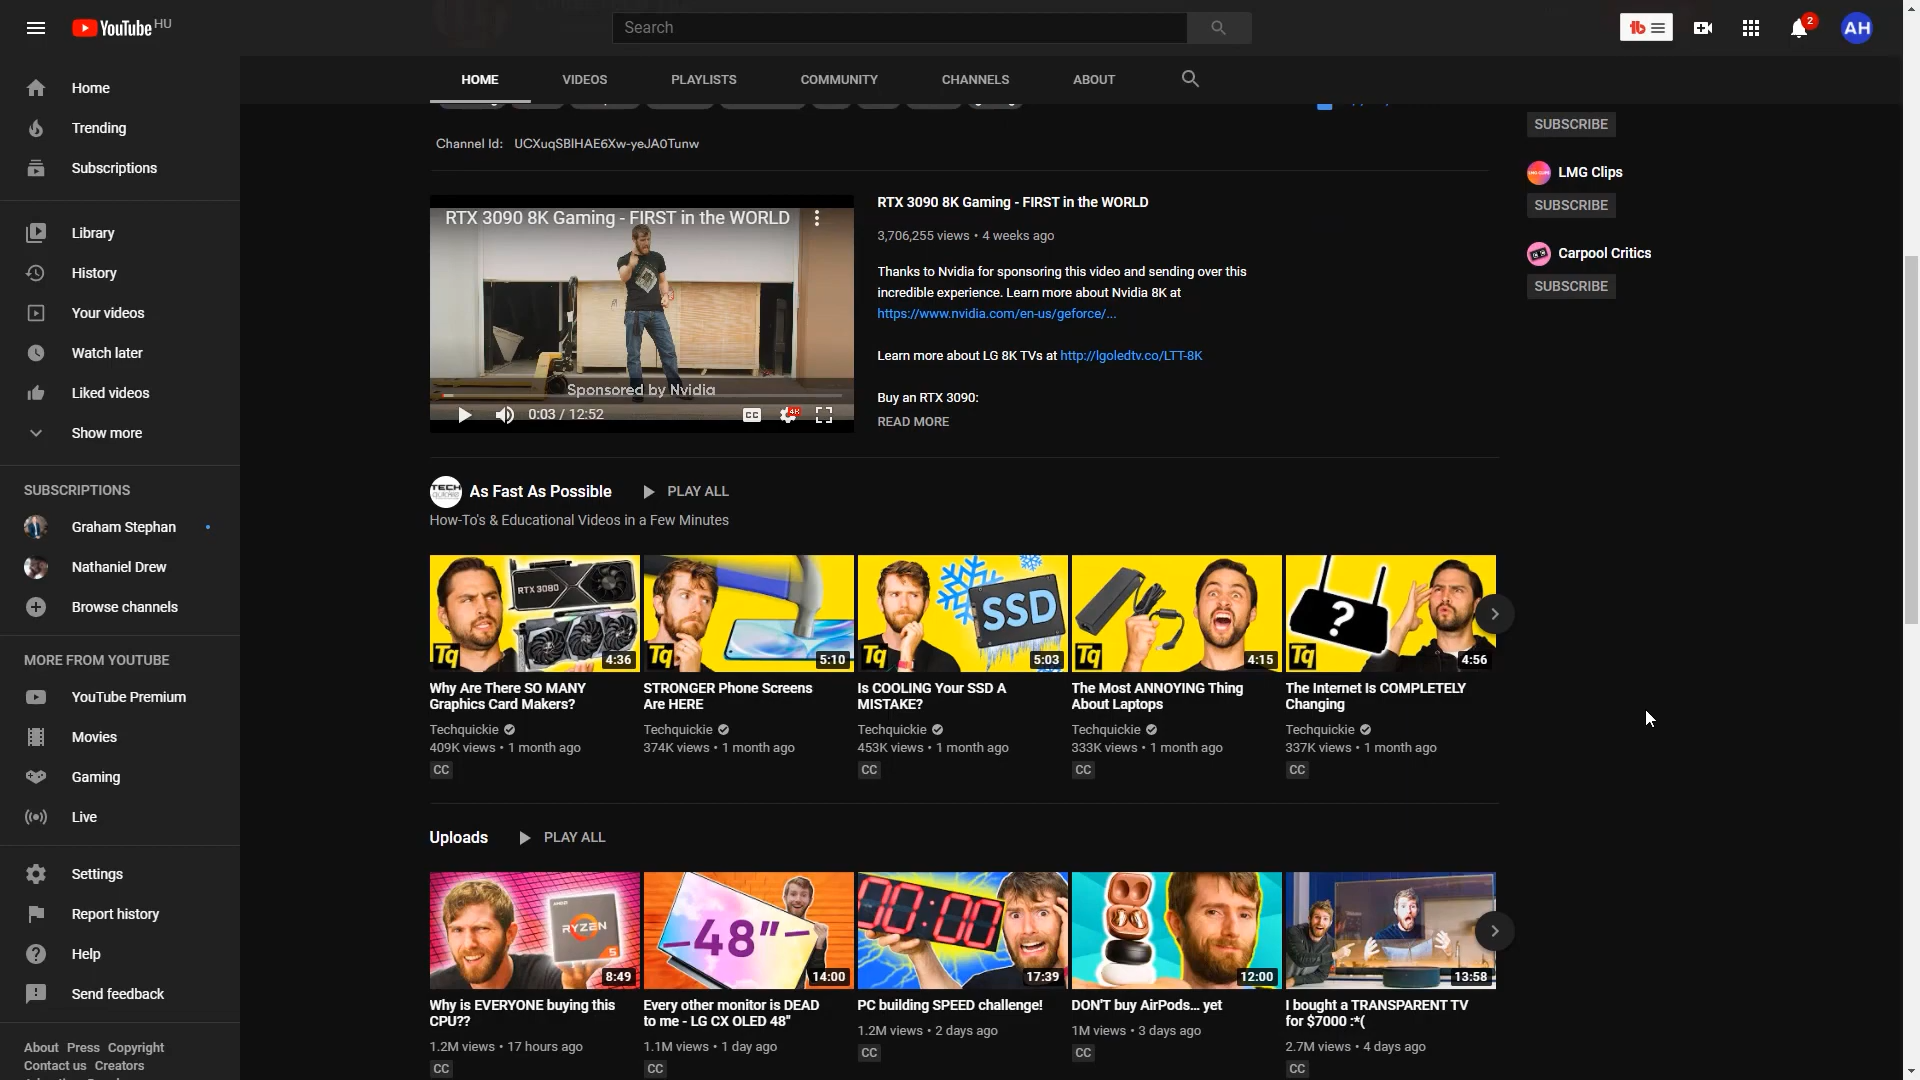 YouTube HU
Search
2
AH
HOME VIDEOS PLAYLISTS COMMUNITY CHANNELS ABOUT
Home
Trending
Subscriptions
Library
History
Your videos
Watch later
Liked videos
Show more
SUBSCRIPTIONS
Graham Stephan
Nathaniel Drew
Browse channels
MORE FROM YOUTUBE
YouTube Premium
Movies
Gaming
Live
Settings
Report history
Help
Send feedback
About Press Copyright
Contact us Creators
Channel Id: UCXuqSBlHAE6Xw-yeJA0Tunw
RTX 3090 8K Gaming - FIRST in the WORLD
Sponsored by Nvidia
0:03 / 12:52
CC
4K
RTX 3090 8K Gaming - FIRST in the WORLD
3,706,255 views • 4 weeks ago
Thanks to Nvidia for sponsoring this video and sending over this
incredible experience. Learn more about Nvidia 8K at
https://www.nvidia.com/en-us/geforce/...
Learn more about LG 8K TVs at http://lgoledtv.co/LTT-8K
Buy an RTX 3090:
READ MORE
SUBSCRIBE
LMG Clips
SUBSCRIBE
Carpool Critics
SUBSCRIBE
TECH
quickie
As Fast As Possible PLAY ALL
How-To's & Educational Videos in a Few Minutes
RTX 3090
Tq
4:36
Why Are There SO MANY
Graphics Card Makers?
Techquickie
409K views • 1 month ago
CC
Tq
5:10
STRONGER Phone Screens
Are HERE
Techquickie
374K views • 1 month ago
SSD
Tq
5:03
Is COOLING Your SSD A
MISTAKE?
Techquickie
453K views • 1 month ago
CC
Tq
4:15
The Most ANNOYING Thing
About Laptops
Techquickie
333K views • 1 month ago
CC
?
Tq
4:56
The Internet Is COMPLETELY
Changing
Techquickie
337K views • 1 month ago
CC
Uploads PLAY ALL
AMD
RYZEN
5
8:49
Why is EVERYONE buying this
CPU??
1.2M views • 17 hours ago
CC
48"
14:00
Every other monitor is DEAD
to me - LG CX OLED 48"
1.1M views • 1 day ago
CC
00:00
17:39
PC building SPEED challenge!
1.2M views • 2 days ago
CC
12:00
DON'T buy AirPods... yet
1M views • 3 days ago
CC
13:58
I bought a TRANSPARENT TV
for $7000 :*(
2.7M views • 4 days ago
CC